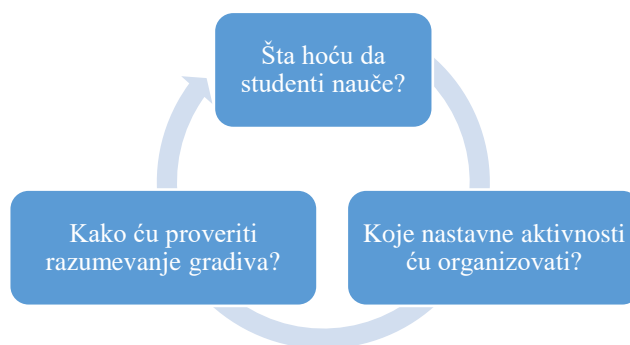 Šta hoću da
studenti nauče?
Kako ću proveriti
razumevanje gradiva?
Koje nastavne aktivnosti
ću organizovati?